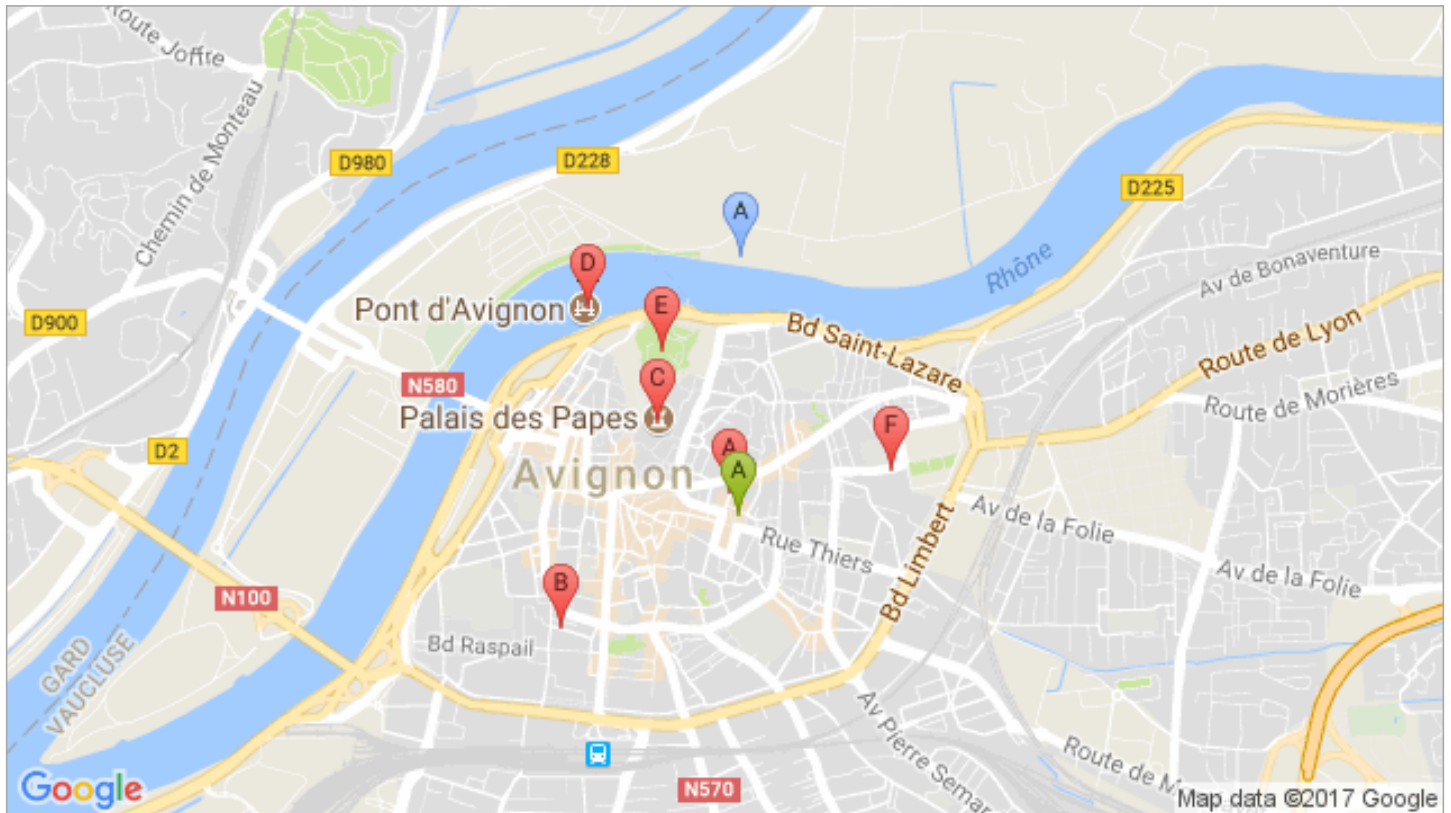 Route Joffre
Chemin de Monteau
D980
D228
D225
A
Rhône
Av de Bonaventure
D
Pont d'Avignon
E
D900
Bd Saint-Lazare
Route de Lyon
N580
C
Palais des Papes
Route de Morières
F
D2
A
A
Avignon
Av de la Folie
Rue Thiers
Bd Limbert
Av de la Folie
N100
B
Bd Raspail
GARD
VAUCLUSE
Av Pierre Semar
Route de M
N570
Google
Map data ©2017 Google